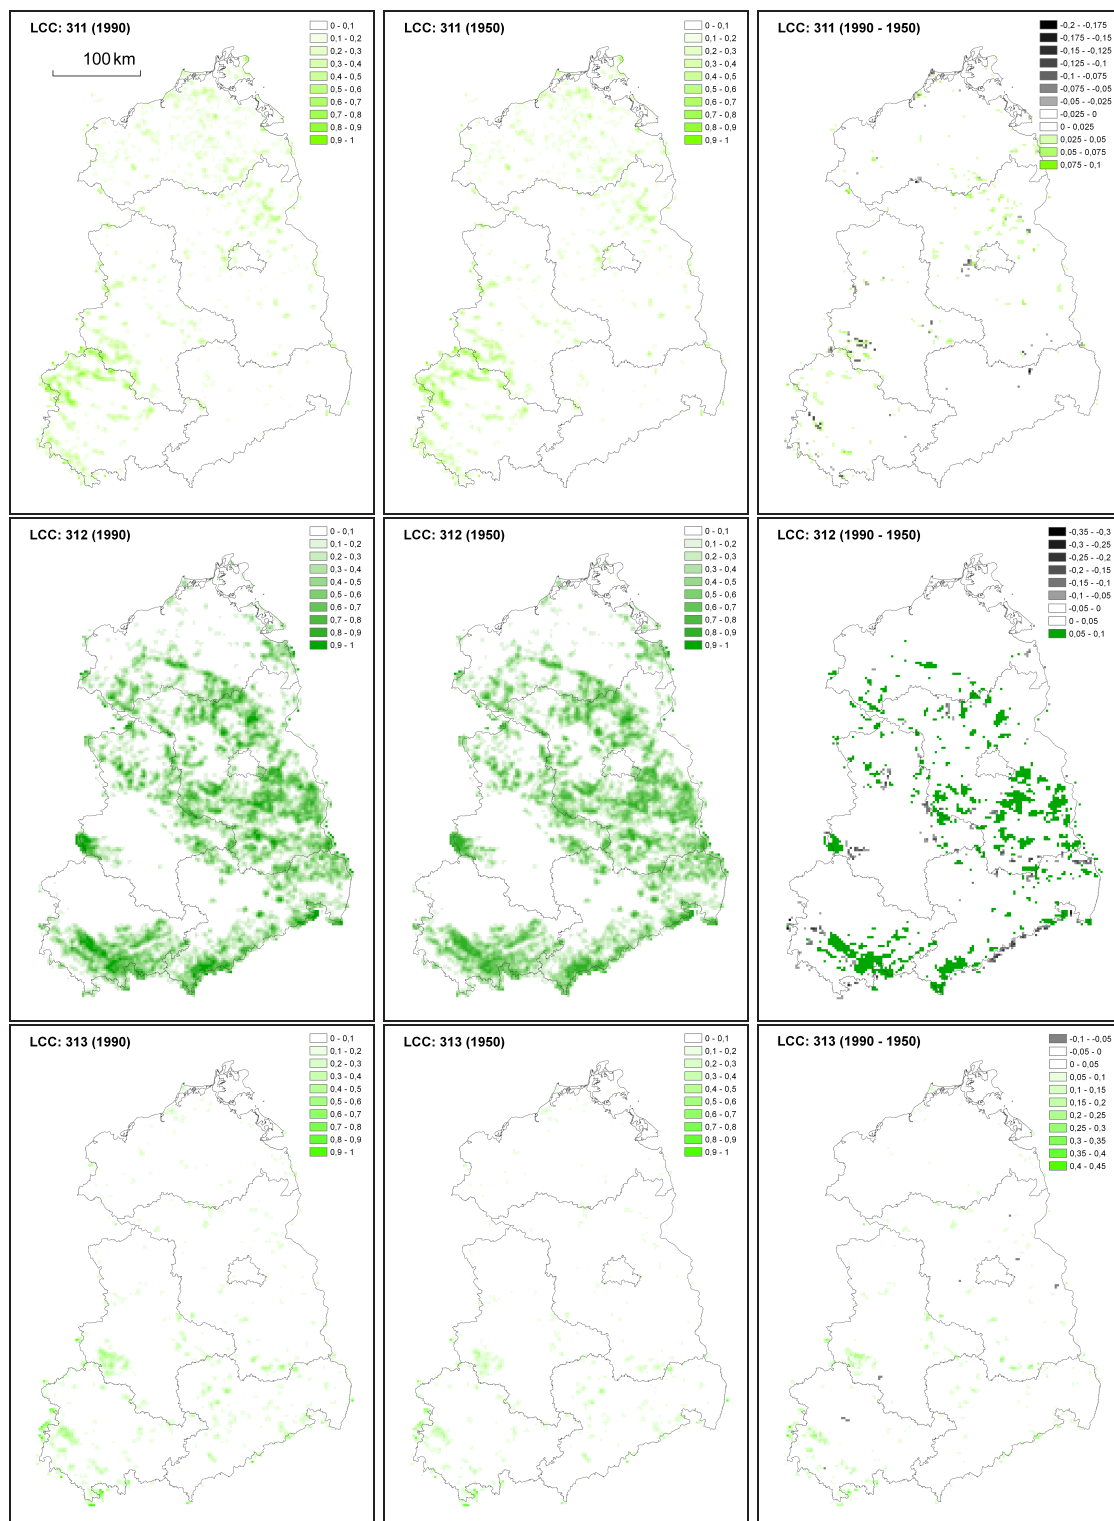 LCC: 311 (1990)
100 km
0 - 0,1
0,1 - 0,2
0,2 - 0,3
0,3 - 0,4
0,4 - 0,5
0,5 - 0,6
0,6 - 0,7
0,7 - 0,8
0,8 - 0,9
0,9 - 1
LCC: 311 (1950)
0 - 0,1
0,1 - 0,2
0,2 - 0,3
0,3 - 0,4
0,4 - 0,5
0,5 - 0,6
0,6 - 0,7
0,7 - 0,8
0,8 - 0,9
0,9 - 1
LCC: 311 (1990 - 1950)
-0,2 - -0,175
-0,175 - -0,15
-0,15 - -0,125
-0,125 - -0,1
-0,1 - -0,075
-0,075 - -0,05
-0,05 - -0,025
-0,025 - 0
0 - 0,025
0,025 - 0,05
0,05 - 0,075
0,075 - 0,1
LCC: 312 (1990)
0 - 0,1
0,1 - 0,2
0,2 - 0,3
0,3 - 0,4
0,4 - 0,5
0,5 - 0,6
0,6 - 0,7
0,7 - 0,8
0,8 - 0,9
0,9 - 1
LCC: 312 (1950)
0 - 0,1
0,1 - 0,2
0,2 - 0,3
0,3 - 0,4
0,4 - 0,5
0,5 - 0,6
0,6 - 0,7
0,7 - 0,8
0,8 - 0,9
0,9 - 1
LCC: 312 (1990 - 1950)
-0,35 - -0,3
-0,3 - -0,25
-0,25 - -0,2
-0,2 - -0,15
-0,15 - -0,1
-0,1 - -0,05
-0,05 - 0
0 - 0,05
0,05 - 0,1
LCC: 313 (1990)
0 - 0,1
0,1 - 0,2
0,2 - 0,3
0,3 - 0,4
0,4 - 0,5
0,5 - 0,6
0,6 - 0,7
0,7 - 0,8
0,8 - 0,9
0,9 - 1
LCC: 313 (1950)
0 - 0,1
0,1 - 0,2
0,2 - 0,3
0,3 - 0,4
0,4 - 0,5
0,5 - 0,6
0,6 - 0,7
0,7 - 0,8
0,8 - 0,9
0,9 - 1
LCC: 313 (1990 - 1950)
-0,1 - -0,05
-0,05 - 0
0 - 0,05
0,05 - 0,1
0,1 - 0,15
0,15 - 0,2
0,2 - 0,25
0,25 - 0,3
0,3 - 0,35
0,35 - 0,4
0,4 - 0,45